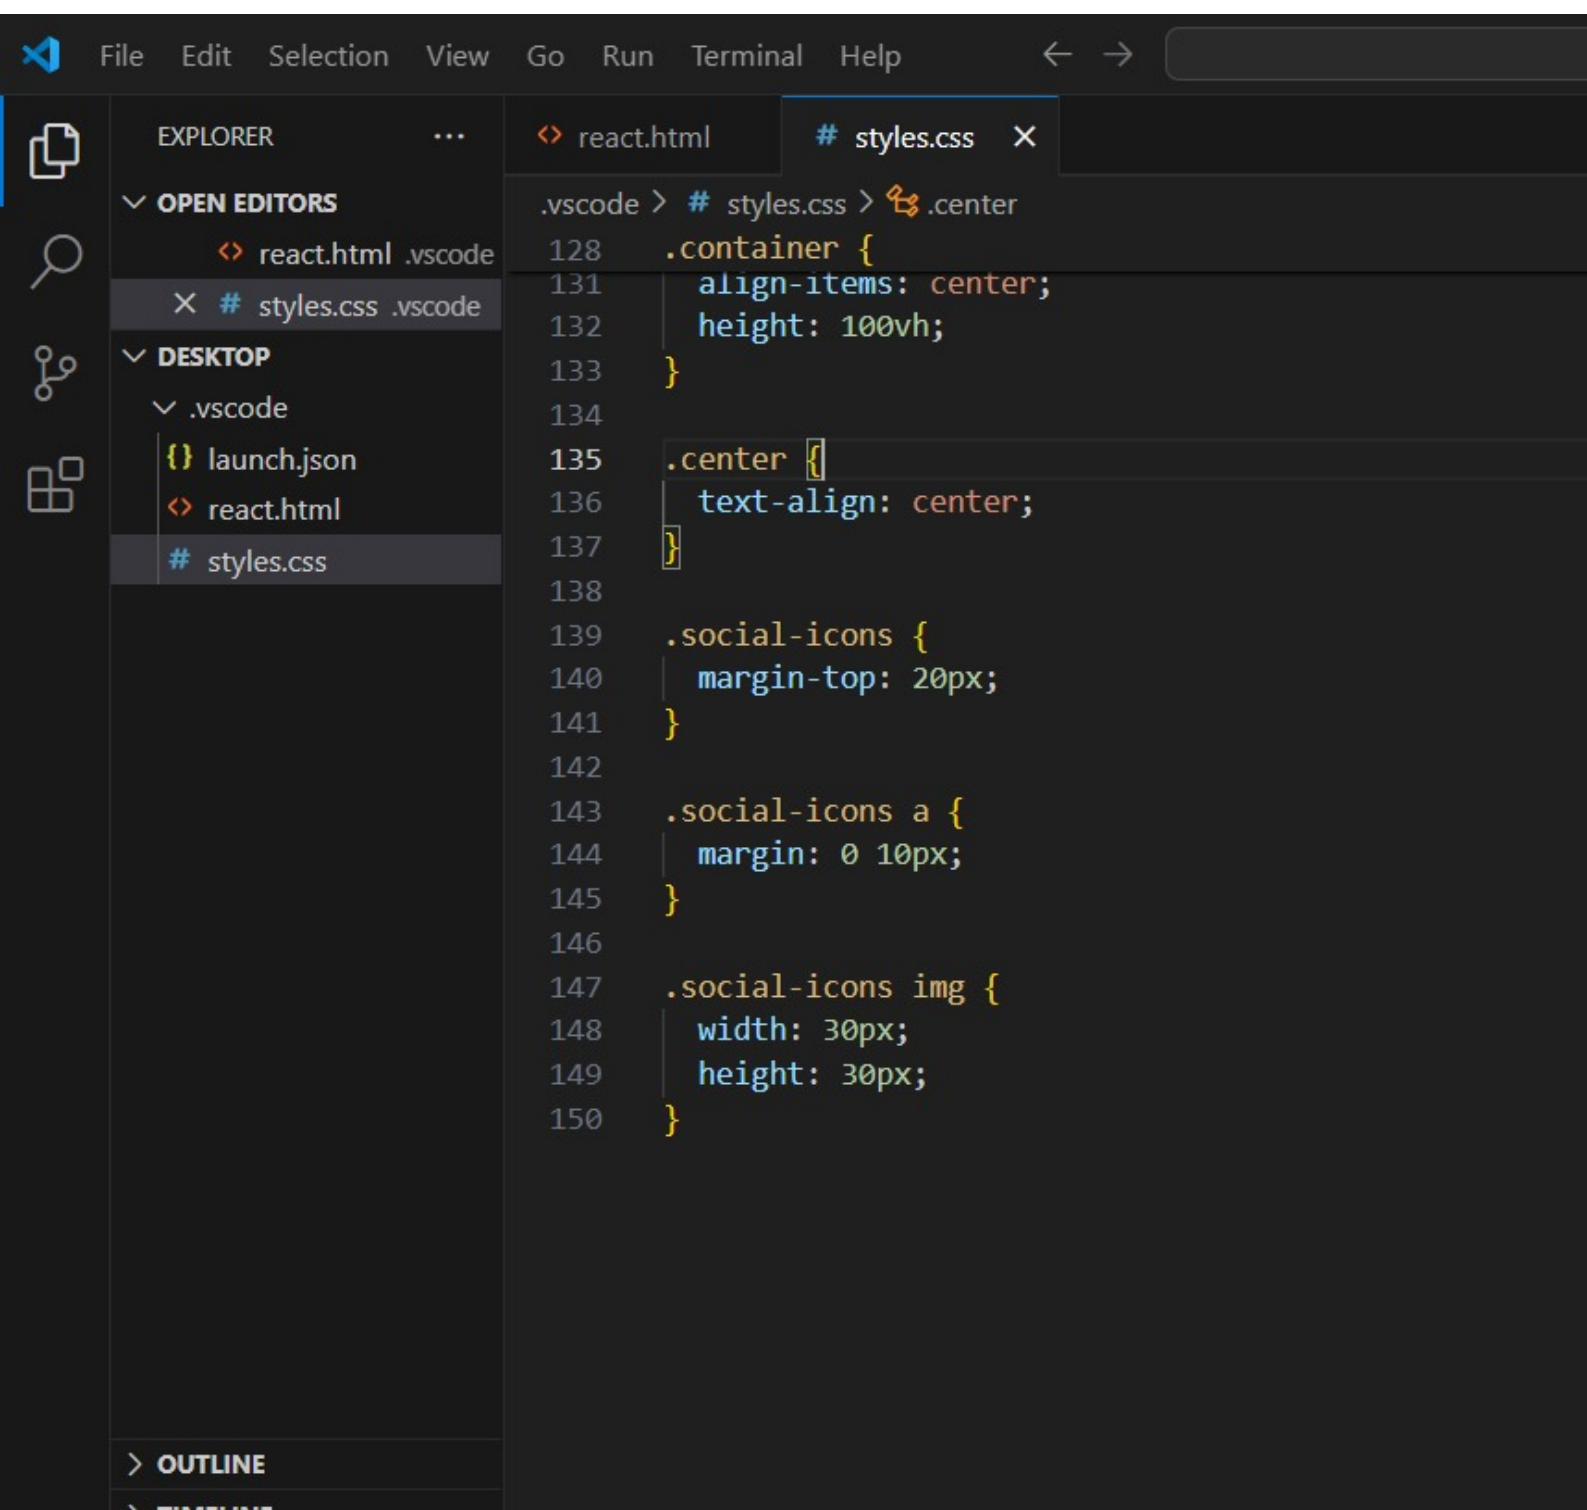 File Edit Selection View Go Run Terminal Help
EXPLORER
OPEN EDITORS
react.html .vscode
styles.css .vscode
DESKTOP
.vscode
launch.json
react.html
styles.css
OUTLINE
TIMELINE
react.html styles.css
.vscode > # styles.css > .center
128 .container {
131 align-items: center;
132 height: 100vh;
133 }
134
135 .center {
136 text-align: center;
137 }
138
139 .social-icons {
140 margin-top: 20px;
141 }
142
143 .social-icons a {
144 margin: 0 10px;
145 }
146
147 .social-icons img {
148 width: 30px;
149 height: 30px;
150 }